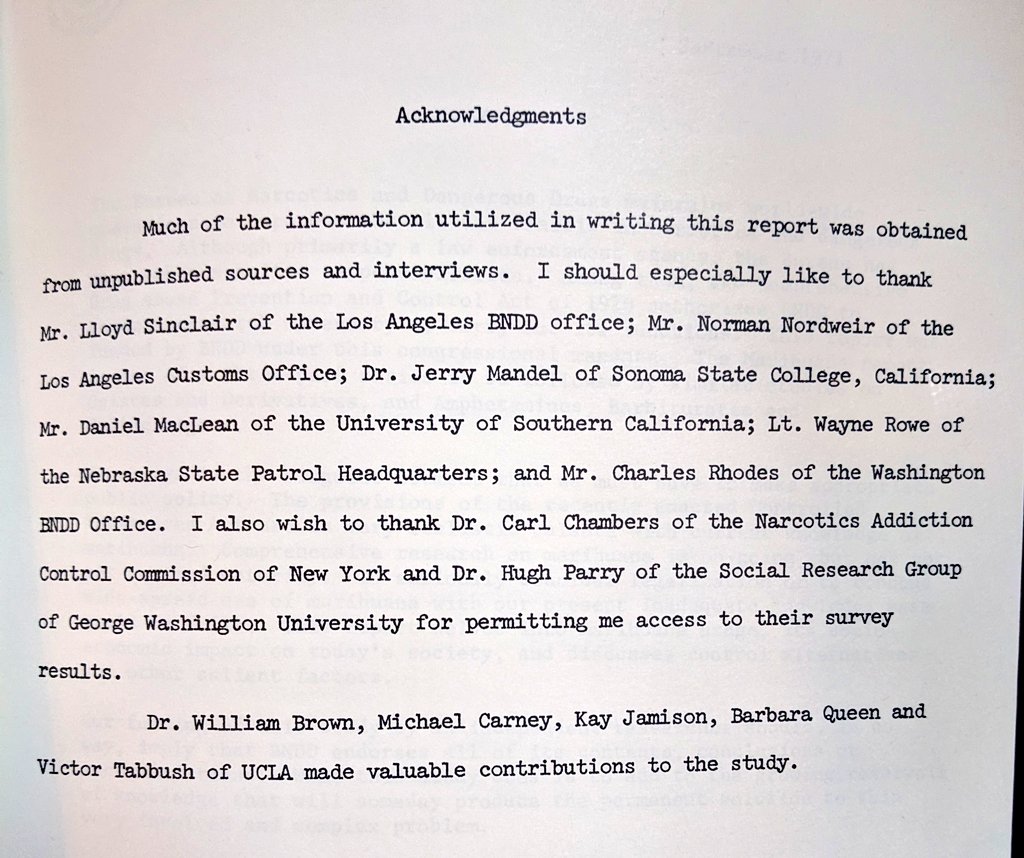 Acknowledgments
Much of the information utilized in writing this report was obtained
from unpublished sources and interviews. I should especially like to thank
Mr. Lloyd Sinclair of the Los Angeles BNDD office; Mr. Norman Nordweir of the
Los Angeles Customs Office; Dr. Jerry Mandel of Sonoma State College, California;
Mr. Daniel MacLean of the University of Southern California; Lt. Wayne Rowe of
the Nebraska State Patrol Headquarters; and Mr. Charles Rhodes of the Washington
BNDD Office. I also wish to thank Dr. Carl Chambers of the Narcotics Addiction
Control Commission of New York and Dr. Hugh Parry of the Social Research Group
of George Washington University for permitting me access to their survey
results.
Dr. William Brown, Michael Carney, Kay Jamison, Barbara Queen and
Victor Tabbush of UCLA made valuable contributions to the study.